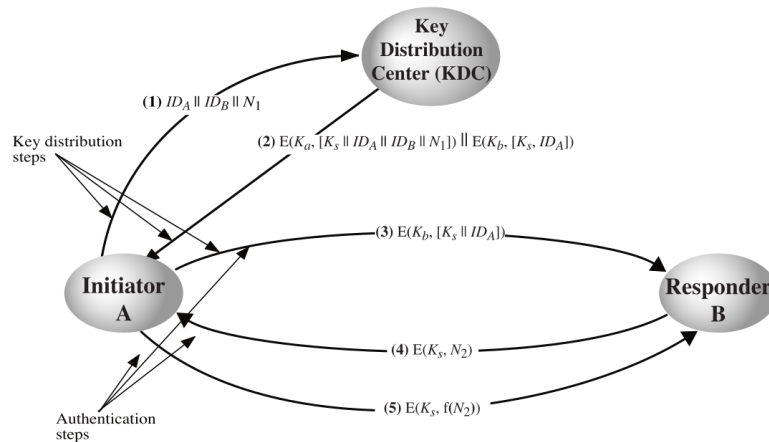 Key
Distribution
Center (KDC)
(1) ID_A || ID_B || N_1
Key distribution
steps
(2) E(K_a, [K_s || ID_A || ID_B || N_1]) || E(K_b, [K_s, ID_A])
(3) E(K_b, [K_s || ID_A])
Initiator
A
Responder
B
(4) E(K_s, N_2)
(5) E(K_s, f(N_2))
Authentication
steps